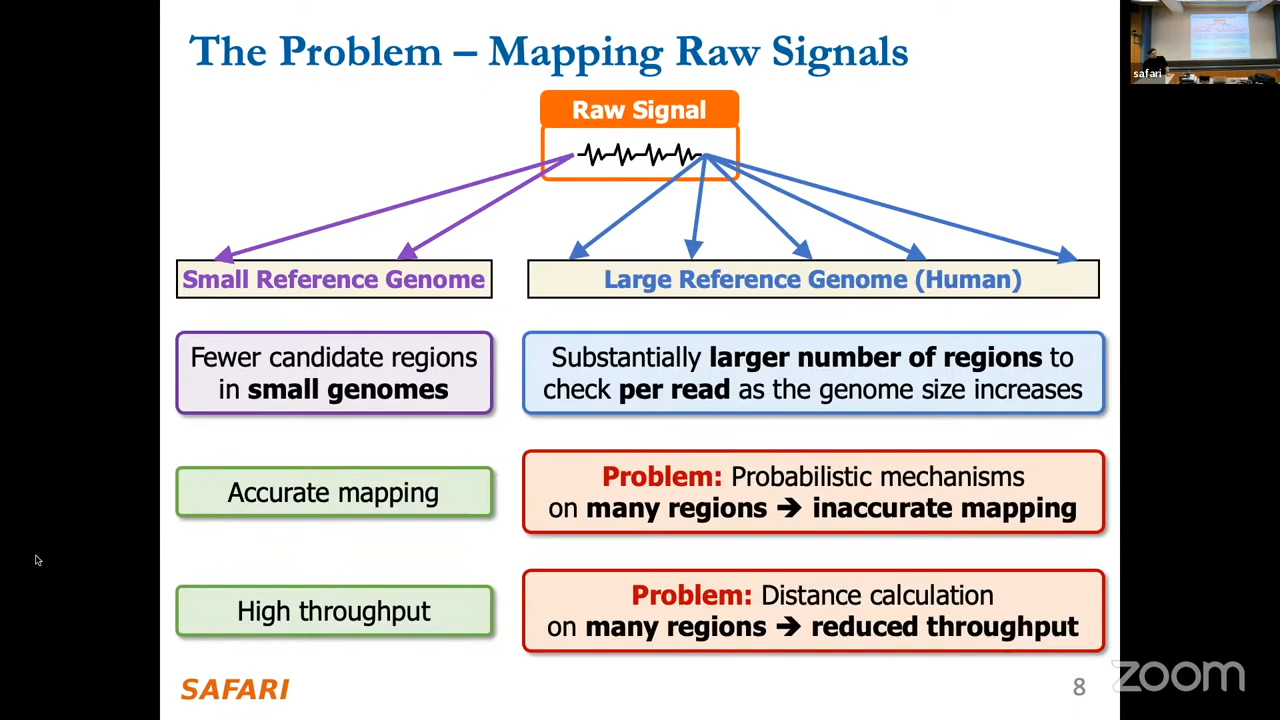 The Problem – Mapping Raw Signals
safari
Raw Signal
Small Reference Genome
Large Reference Genome (Human)
Fewer candidate regions
in small genomes
Substantially larger number of regions to
check per read as the genome size increases
Accurate mapping
Problem: Probabilistic mechanisms
on many regions ➔ inaccurate mapping
High throughput
Problem: Distance calculation
on many regions ➔ reduced throughput
SAFARI
8
zoom